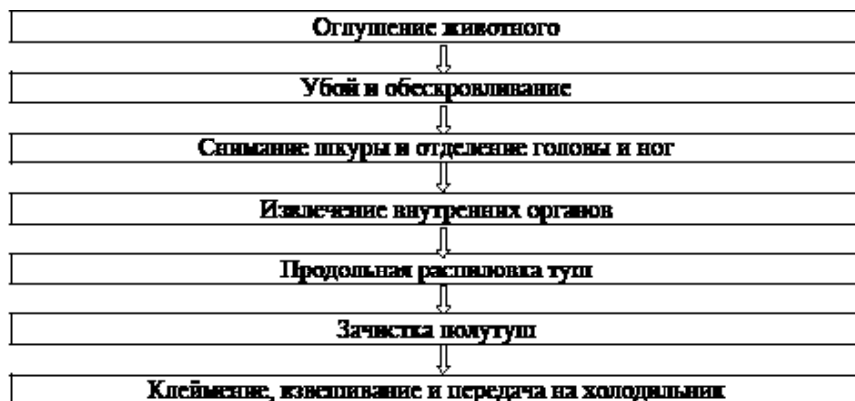 Оглушение животного
Убой и обескровливание
Снимание шкуры и отделение головы и ног
Извлечение внутренних органов
Продольная распиловка туш
Зачистка полутуш
Клеймение, взвешивание и передача на холодильник